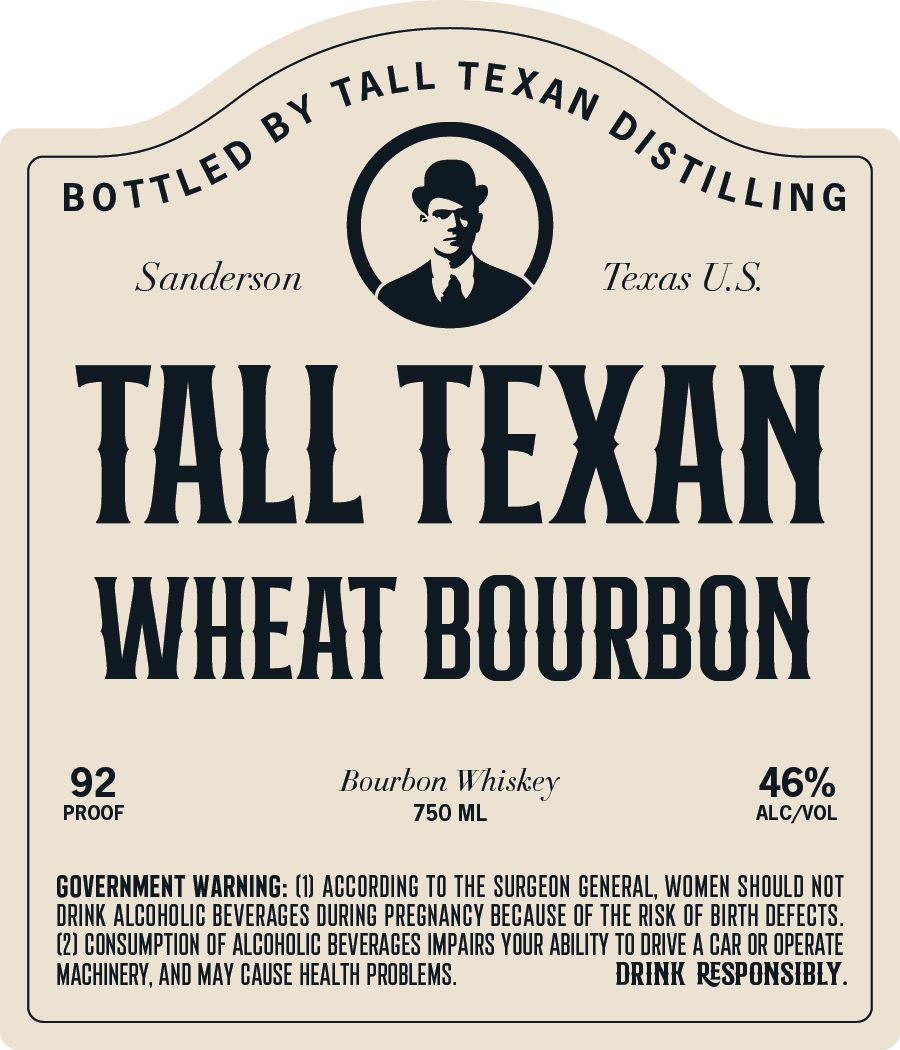 BOTTLED BY TALL TEXAN DISTILLING
Sanderson
Texas U.S.
TALL TEXAN
WHEAT BOURBON
92
PROOF
Bourbon Whiskey
750 ML
46%
ALC/VOL
GOVERNMENT WARNING: (1) ACCORDING TO THE SURGEON GENERAL, WOMEN SHOULD NOT
DRINK ALCOHOLIC BEVERAGES DURING PREGNANCY BECAUSE OF THE RISK OF BIRTH DEFECTS.
(2) CONSUMPTION OF ALCOHOLIC BEVERAGES IMPAIRS YOUR ABILITY TO DRIVE A CAR OR OPERATE
MACHINERY, AND MAY CAUSE HEALTH PROBLEMS.
DRINK RESPONSIBLY.